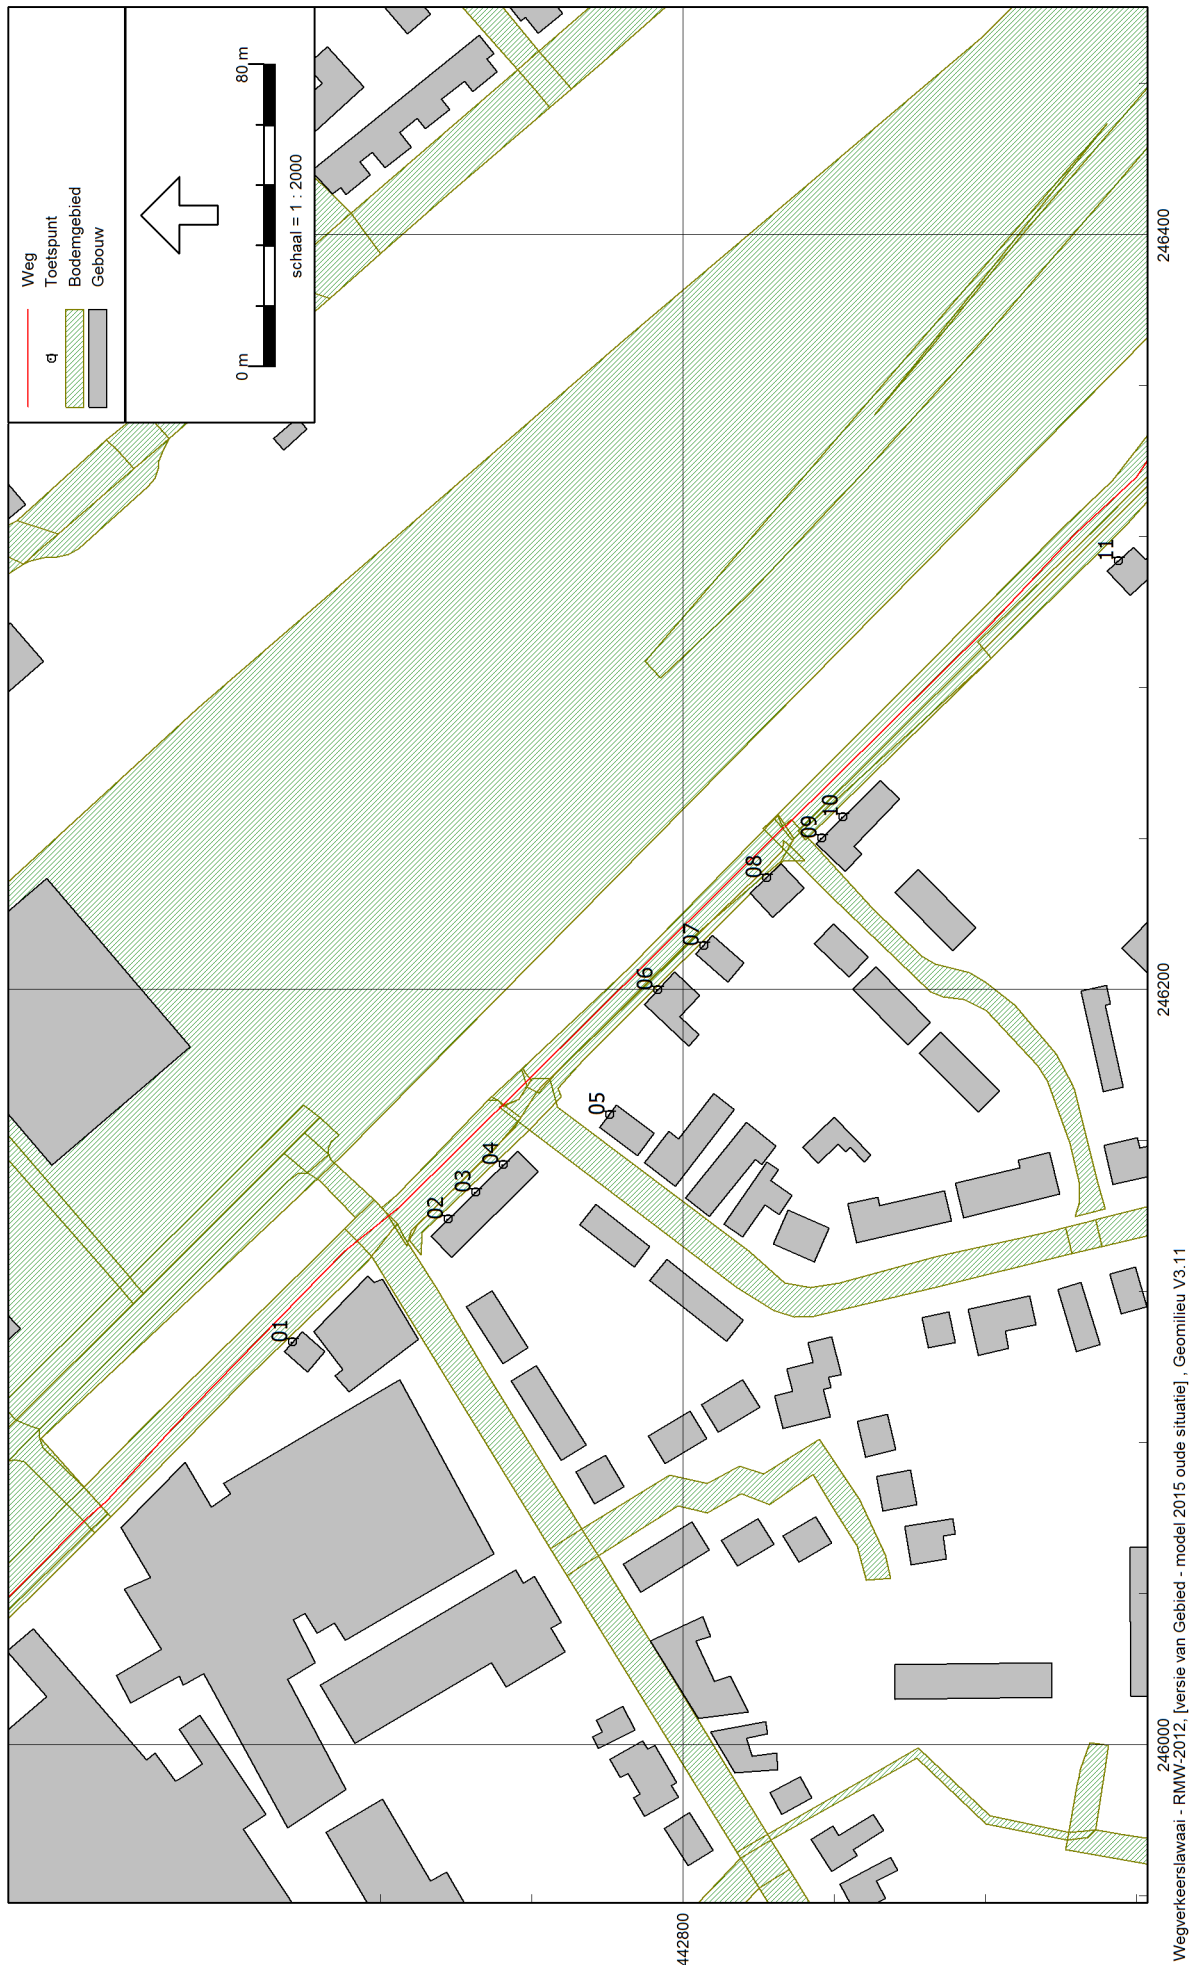 Weg
Toetspunt
Bodemgebied
Gebouw
0 m
80 m
schaal = 1 : 2000
01
02
03
04
05
06
07
08
09
10
11
442800
246000
246200
246400
Wegverkeerslawaai - RMW-2012, [versie van Gebied - model 2015 oude situatie] , Geomilieu V3.11